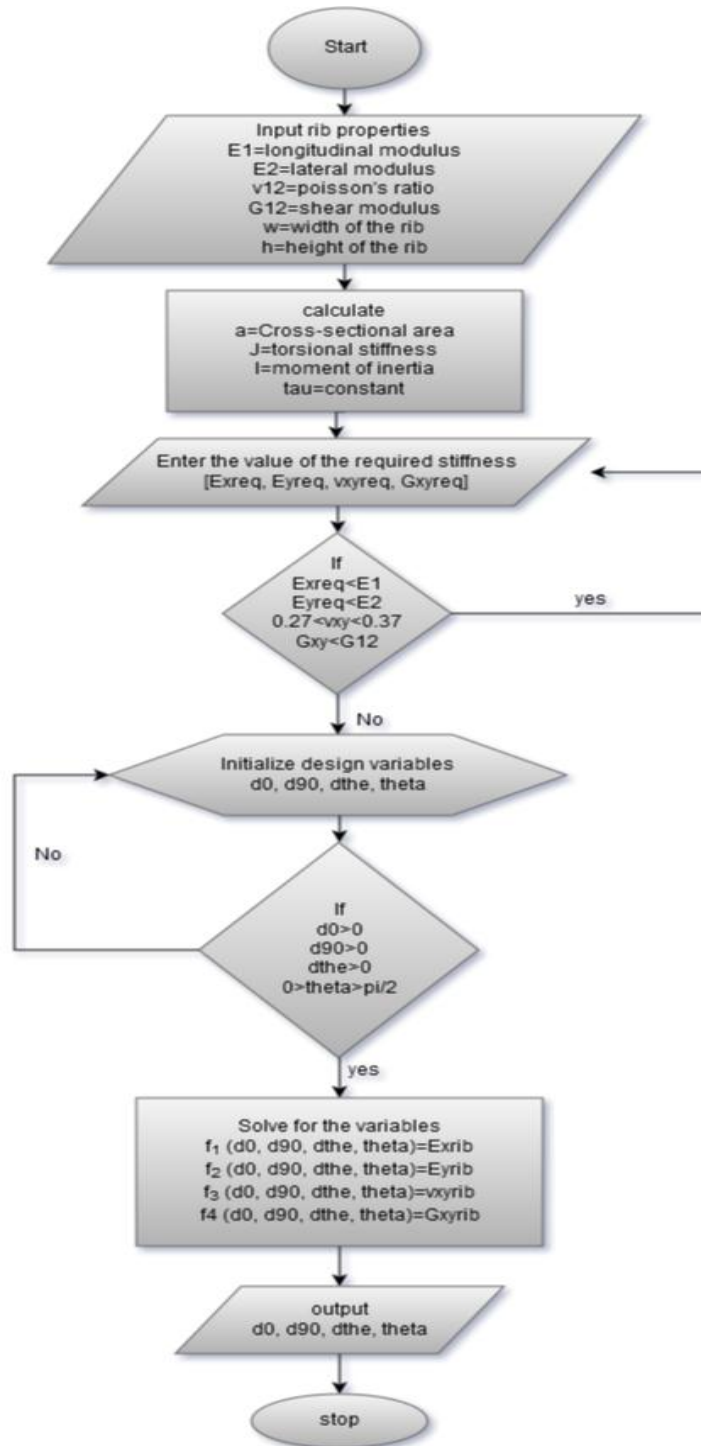 Start
Input rib properties
E1=longitudinal modulus
E2=lateral modulus
v12=poisson's ratio
G12=shear modulus
w=width of the rib
h=height of the rib
calculate
a=Cross-sectional area
J=torsional stiffness
I=moment of inertia
tau=constant
Enter the value of the required stiffness
[Exreq, Eyreq, vxyreq, Gxyreq]
If
Exreq<E1
Eyreq<E2
0.27<vxy<0.37
Gxy<G12
yes
No
Initialize design variables
d0, d90, dthe, theta
No
If
d0>0
d90>0
dthe>0
0>theta>pi/2
yes
Solve for the variables
f₁ (d0, d90, dthe, theta)=Exrib
f₂ (d0, d90, dthe, theta)=Eyrib
f₃ (d0, d90, dthe, theta)=vxyrib
f4 (d0, d90, dthe, theta)=Gxyrib
output
d0, d90, dthe, theta
stop